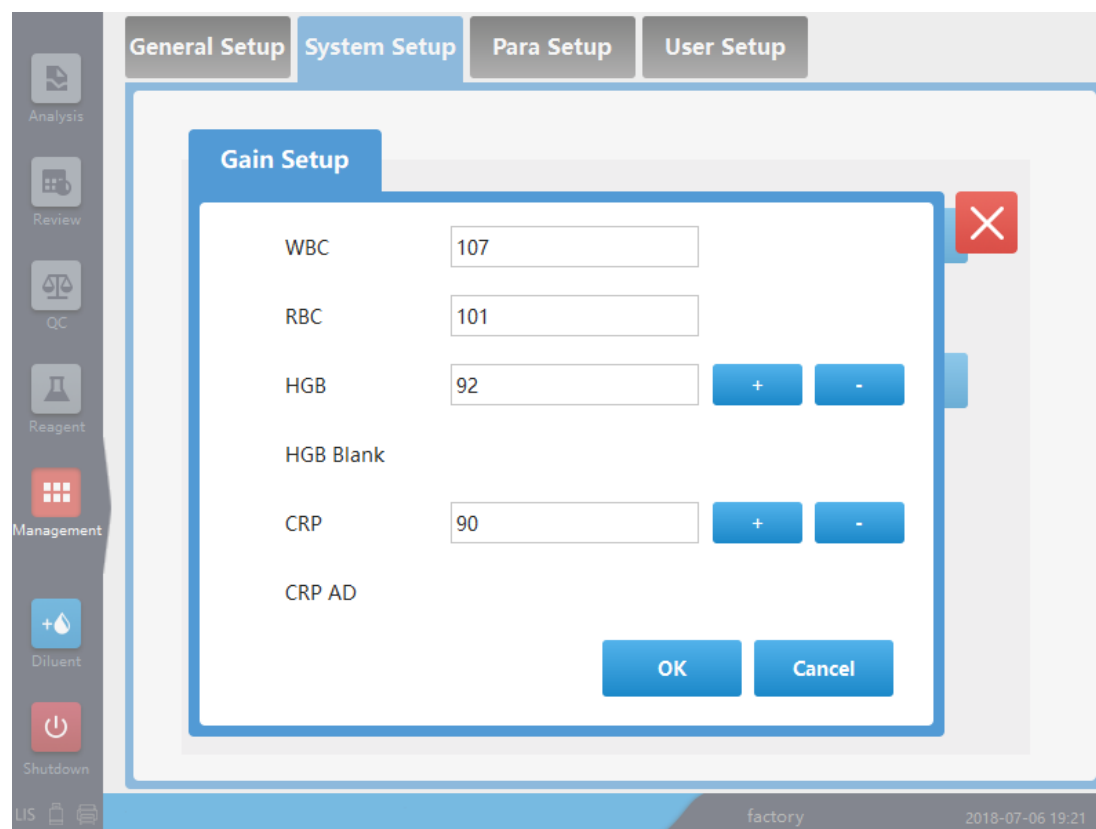 General Setup
System Setup
Para Setup
User Setup
Analysis
Review
QC
Reagent
Management
+
Diluent
Shutdown
LIS
Gain Setup
WBC 107
RBC 101
HGB 92 + -
HGB Blank
CRP 90 + -
CRP AD
OK Cancel
factory 2018-07-06 19:21